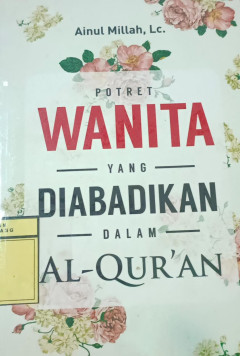 Ainul Millah, Lc.
POTRET
WANITA
YANG
DIABADIKAN
DALAM
AL-QUR'AN